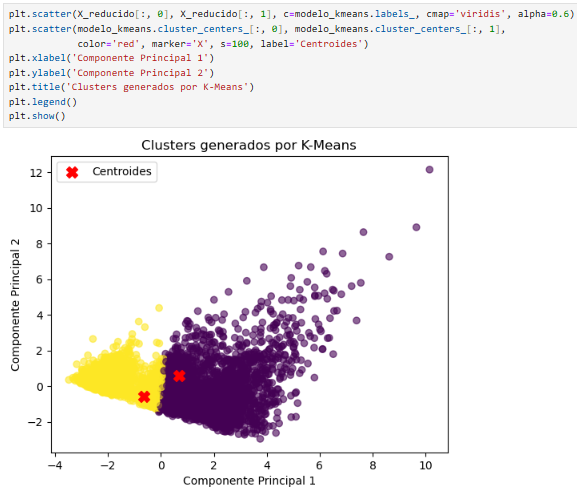 plt.scatter(X_reducido[:, 0], X_reducido[:, 1], c=modelo_kmeans.labels_, cmap='viridis', alpha=0.6)
plt.scatter(modelo_kmeans.cluster_centers_[:, 0], modelo_kmeans.cluster_centers_[:, 1],
color='red', marker='X', s=100, label='Centroides')
plt.xlabel('Componente Principal 1')
plt.ylabel('Componente Principal 2')
plt.title('Clusters generados por K-Means')
plt.legend()
plt.show()
Clusters generados por K-Means
Centroides
12
10
8
6
4
2
0
−2
Componente Principal 2
−4 −2 0 2 4 6 8 10
Componente Principal 1